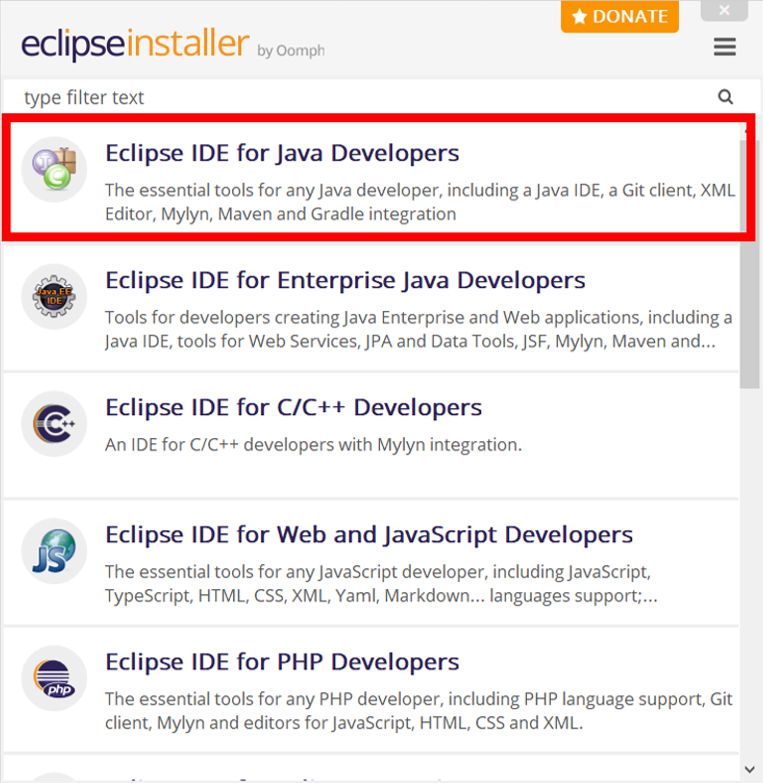 DONATE
eclipseinstaller by Oomph
type filter text
Eclipse IDE for Java Developers
The essential tools for any Java developer, including a Java IDE, a Git client, XML
Editor, Mylyn, Maven and Gradle integration
Java EE
IDE
Eclipse IDE for Enterprise Java Developers
Tools for developers creating Java Enterprise and Web applications, including a
Java IDE, tools for Web Services, JPA and Data Tools, JSF, Mylyn, Maven and...
C++
Eclipse IDE for C/C++ Developers
An IDE for C/C++ developers with Mylyn integration.
JS
Eclipse IDE for Web and JavaScript Developers
The essential tools for any JavaScript developer, including JavaScript,
TypeScript, HTML, CSS, XML, Yaml, Markdown... languages support;...
php
Eclipse IDE for PHP Developers
The essential tools for any PHP developer, including PHP language support, Git
client, Mylyn and editors for JavaScript, HTML, CSS and XML.